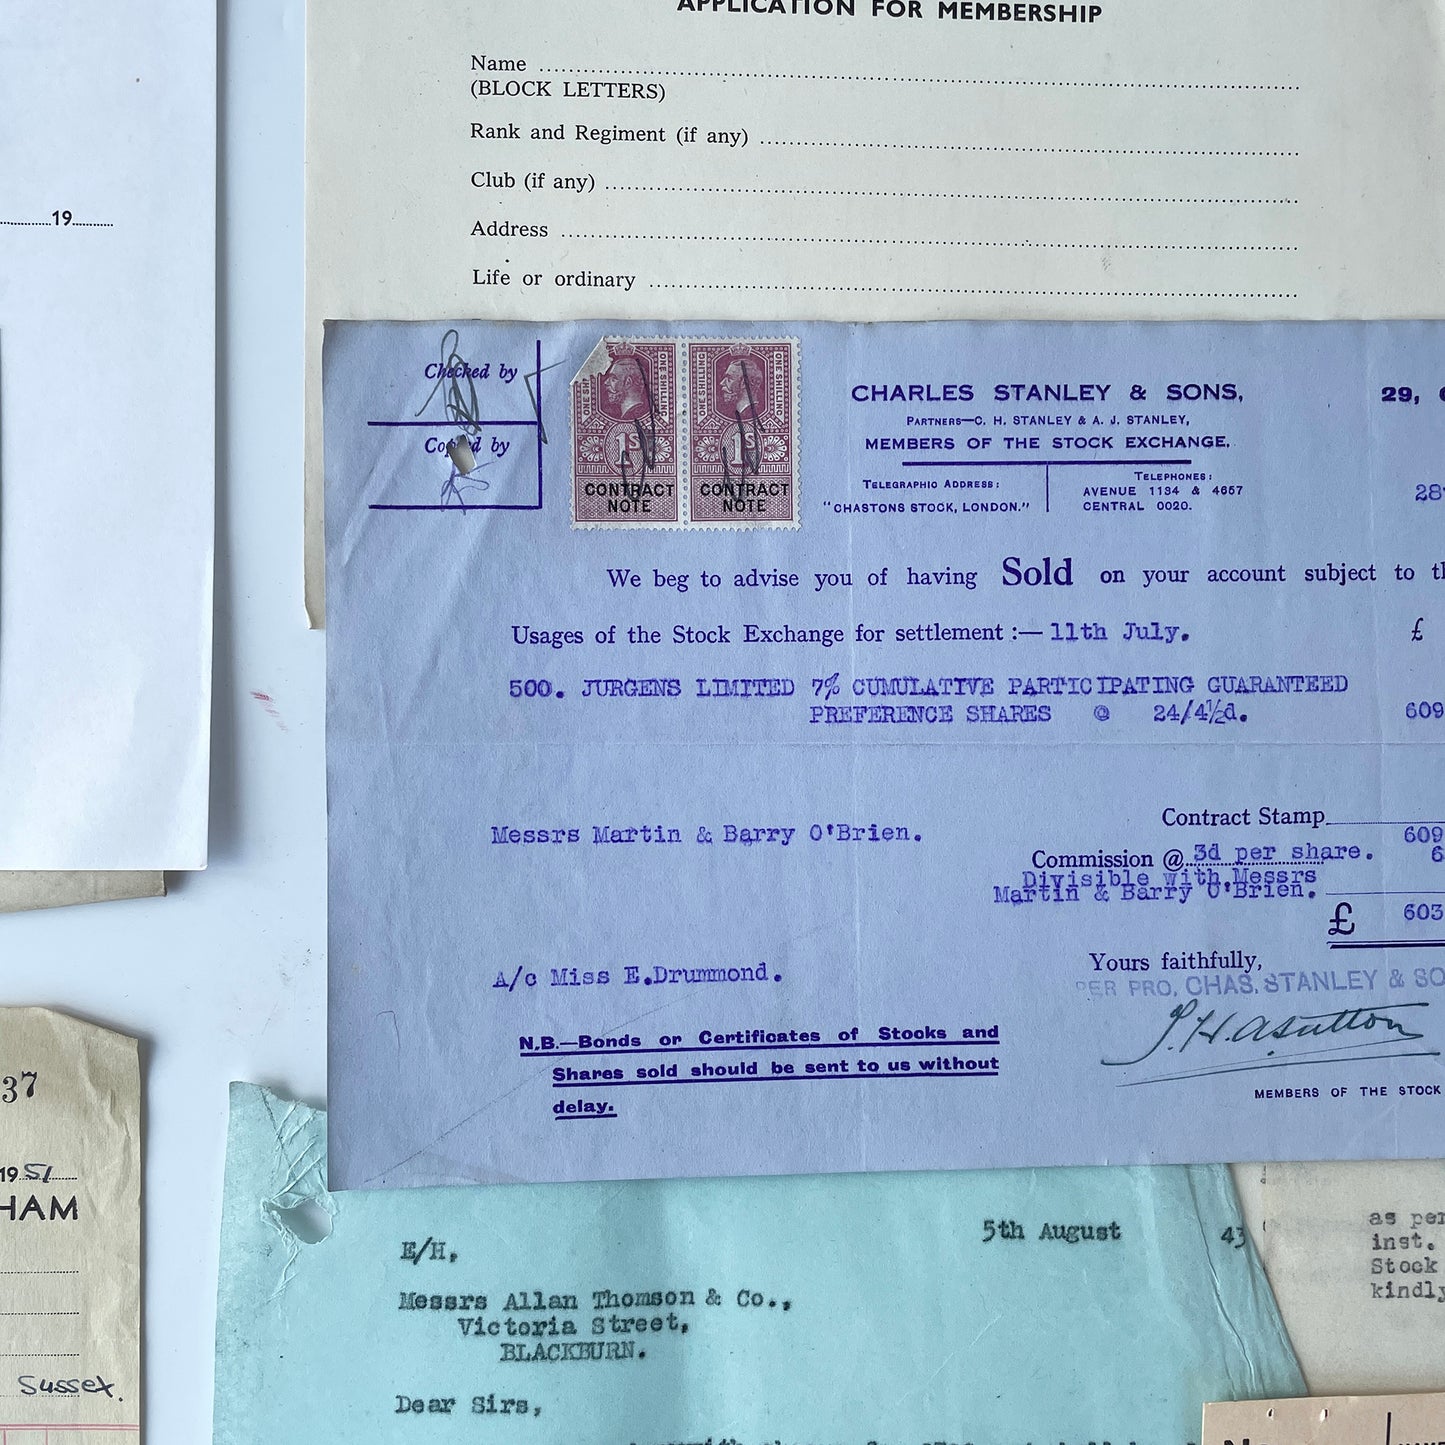 APPLICATION FOR MEMBERSHIP
Name
(BLOCK LETTERS)
Rank and Regiment (if any)
Club (if any)
Address
Life or ordinary
19
Checked by
Copied by
ONE SHILLING
1S
CONTRACT
NOTE
ONE SHILLING
ONE SHILLING
1S
CONTRACT
NOTE
CHARLES STANLEY & SONS,
PARTNERS—C. H. STANLEY & A. J. STANLEY,
MEMBERS OF THE STOCK EXCHANGE.
TELEGRAPHIC ADDRESS:
"CHASTONS STOCK, LONDON."
TELEPHONES:
AVENUE 1134 & 4657
CENTRAL 0020.
29,
28
We beg to advise you of having Sold on your account subject to
Usages of the Stock Exchange for settlement:— 11th July. £
500. JURGENS LIMITED 7% CUMULATIVE PARTICIPATING GUARANTEED
PREFERENCE SHARES @ 24/4½d. 609
Contract Stamp
Messrs Martin & Barry O'Brien. 609
Commission @ 3d per share. 6
Divisible with Messrs
Martin & Barry O'Brien.
£ 603
Yours faithfully,
A/c Miss E.Drummond.
PER PRO, CHAS. STANLEY & SO
N.B.—Bonds or Certificates of Stocks and
Shares sold should be sent to us without
delay.
MEMBERS OF THE STOCK
37
1951
HAM
Sussex.
5th August 43
E/H.
Messrs Allan Thomson & Co.,
Victoria Street,
BLACKBURN.
Dear Sirs,
as per
inst.
Stock
kindly